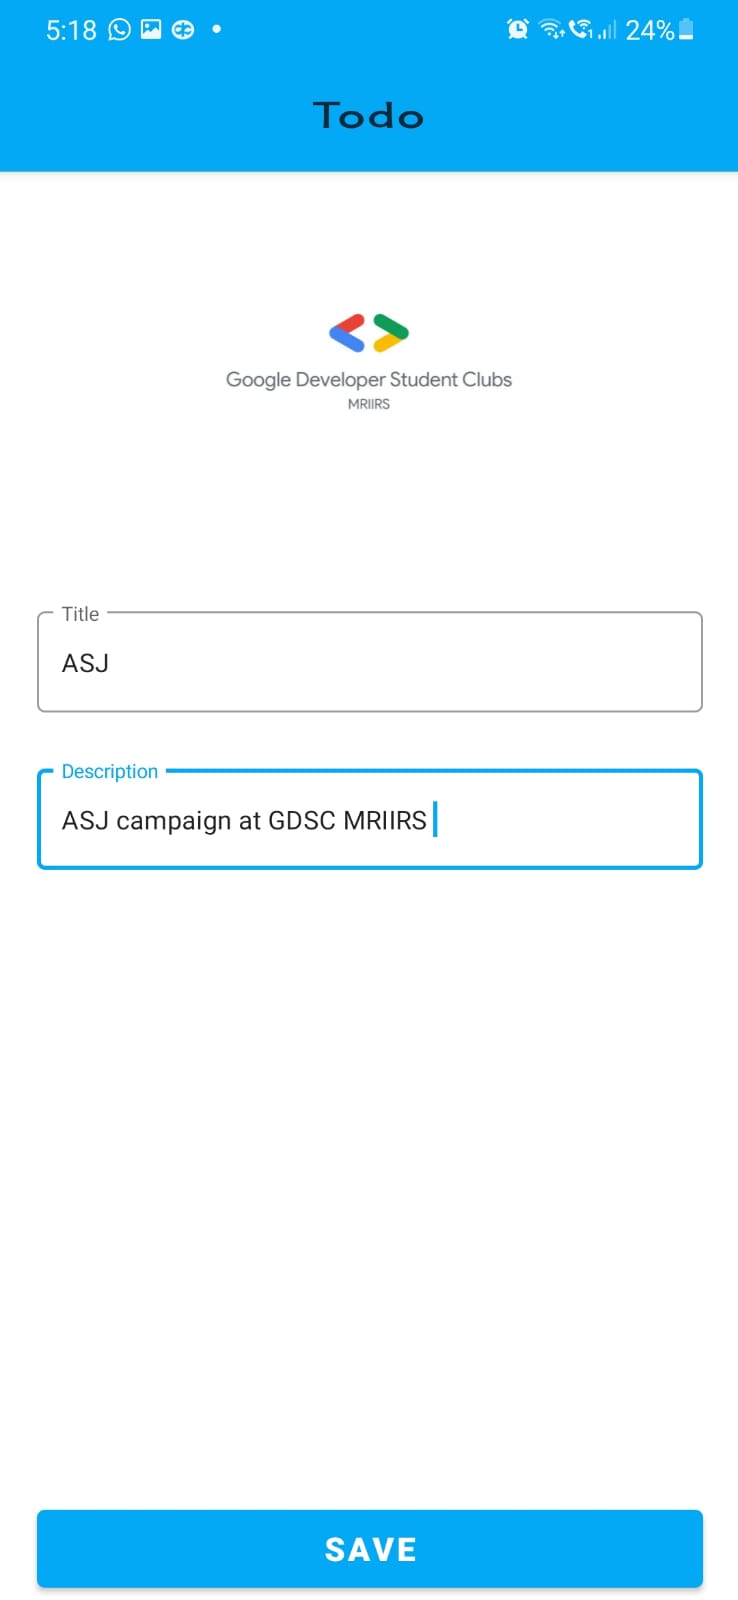 5:18 24%
Todo
Google Developer Student Clubs
MRIIRS
Title
ASJ
Description
ASJ campaign at GDSC MRIIRS
SAVE